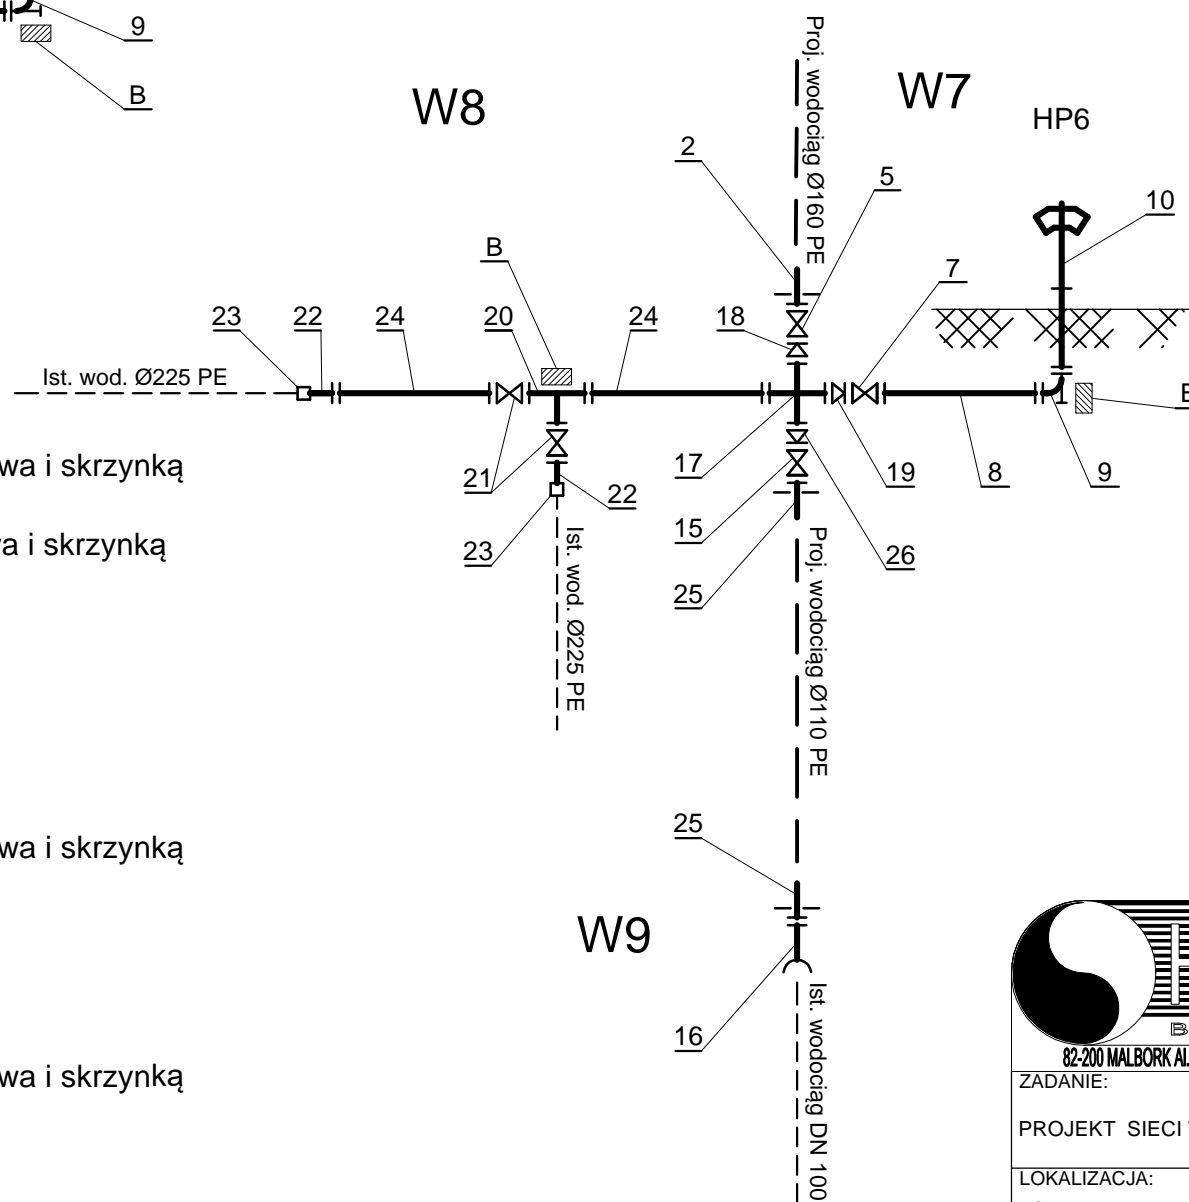 9
B
W8
W7
HP6
Proj. wodociąg Ø160 PE
2
5
10
B
7
23
22
24
20
24
18
Ist. wod. Ø225 PE
wa i skrzynką
21
22
17
19
8
9
wa i skrzynką
23
15
26
25
Ist. wod. Ø225 PE
Proj. wodociąg Ø110 PE
25
wa i skrzynką
W9
16
Ist. wodociąg DN 100
wa i skrzynką
82-200 MALBORK Al.
ZADANIE:
PROJEKT SIECI
LOKALIZACJA: